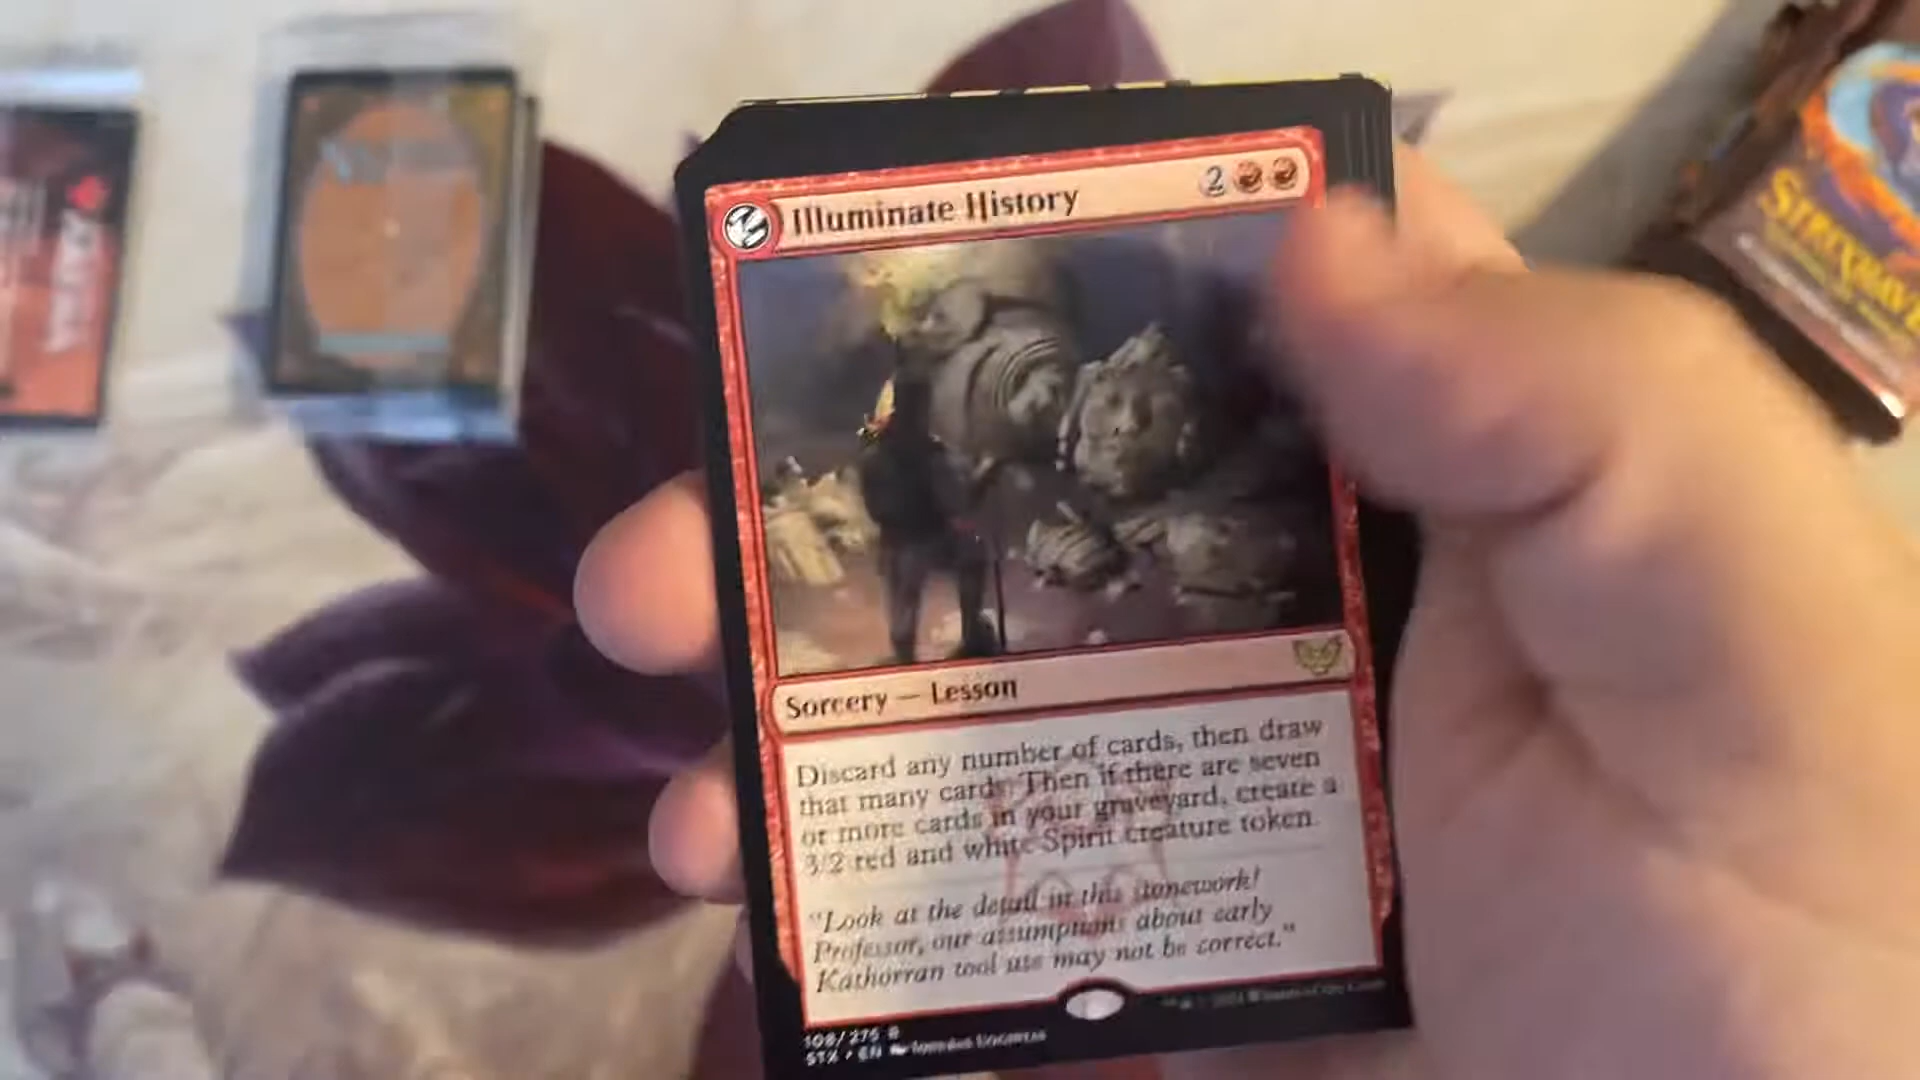 Illuminate History
2
Sorcery — Lesson
Discard any number of cards, then draw
that many cards. Then if there are seven
or more cards in your graveyard, create a
3/2 red and white Spirit creature token.
"Look at the detail in this stonework!
Professor, our assumptions about early
Kathorran tool use may not be correct."
108/275 R
STX • EN
STRIXHAVEN
ARENA